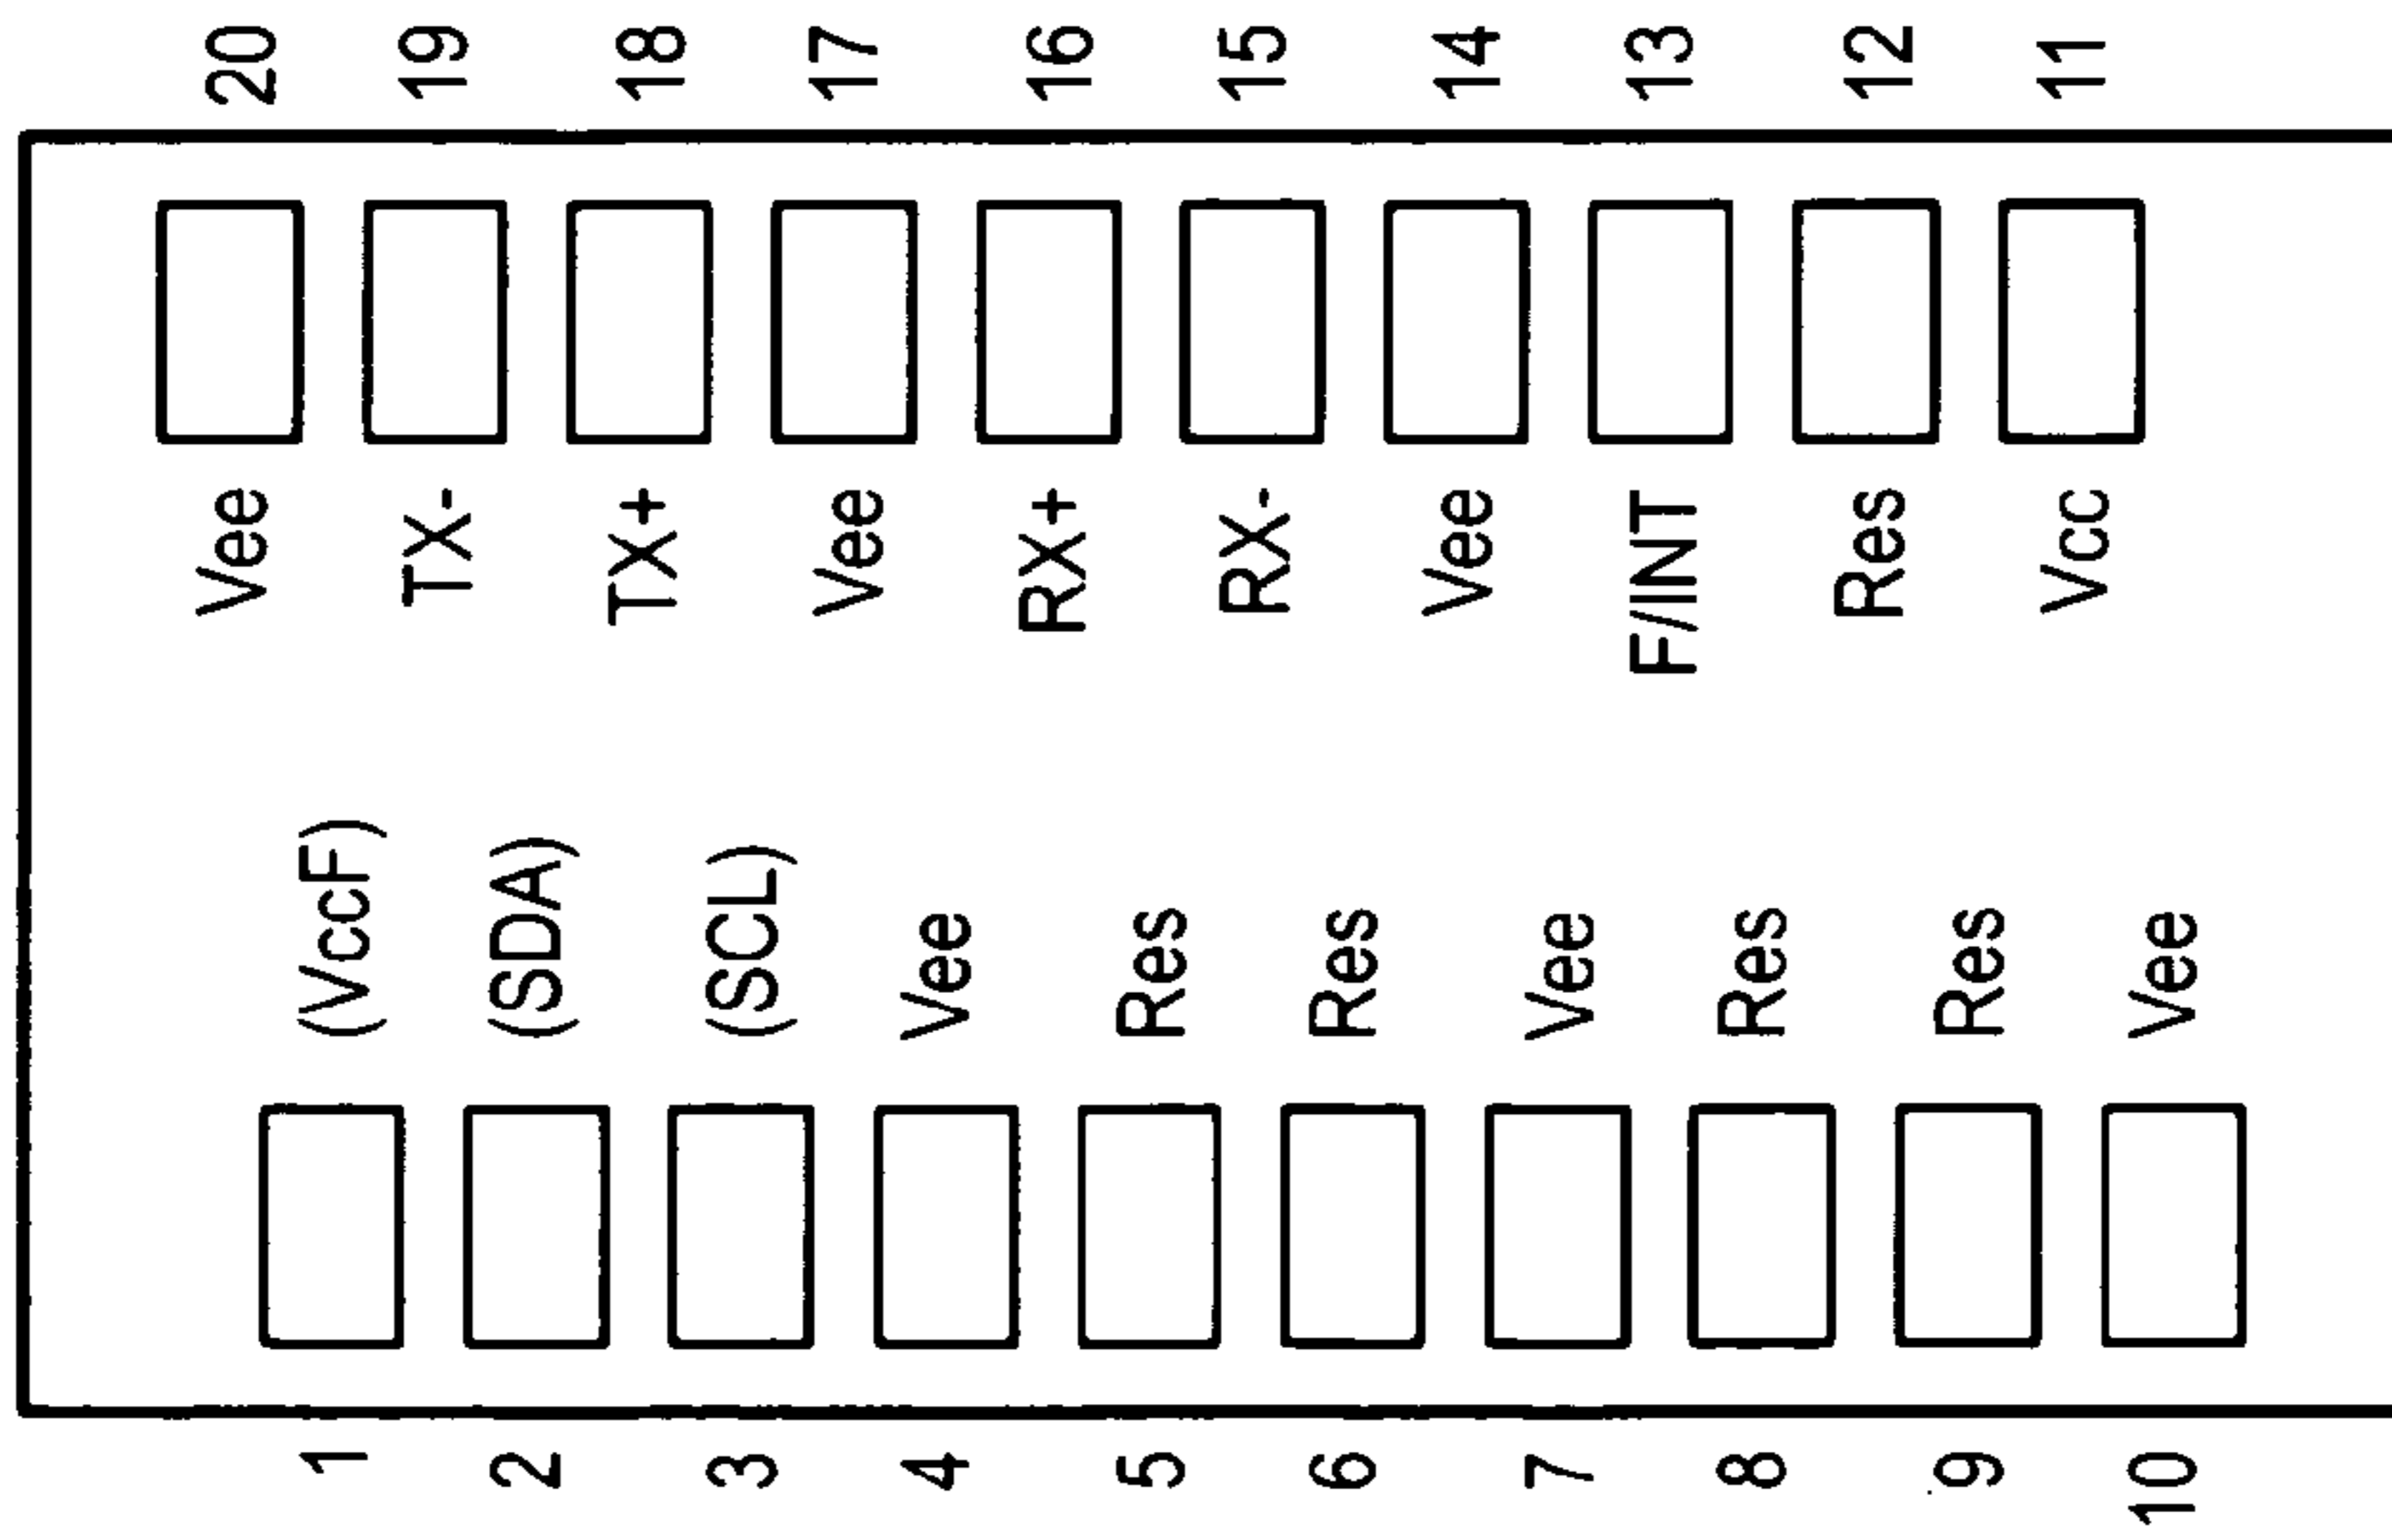 20
19
18
17
16
15
14
13
12
11
Vee
TX-
TX+
Vee
RX+
RX-
Vee
F/INT
Res
Vcc
(VccF)
(SDA)
(SCL)
Vee
Res
Res
Vee
Res
Res
Vee
1
2
3
4
5
6
7
8
9
10